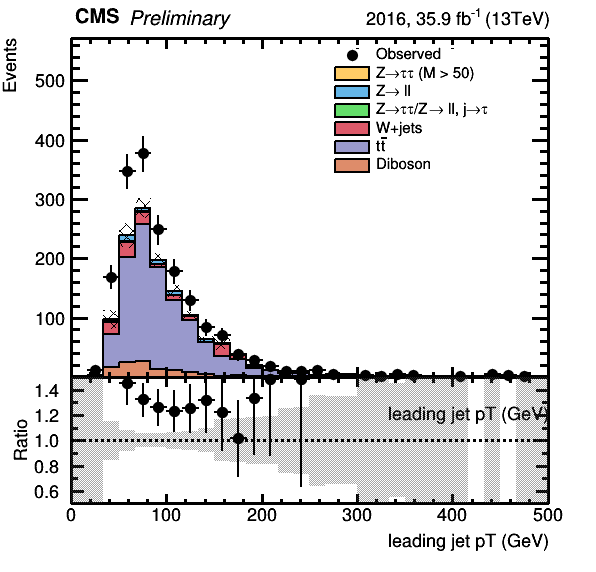 CMS Preliminary 2016, 35.9 fb-1 (13TeV)
Events
500
400
300
200
100
Observed
Z→ττ (M > 50)
Z→ ll
Z→ττ/Z→ ll, j→τ
W+jets
tt̄
Diboson
leading jet pT (GeV)
Ratio
1.4
1.2
1.0
0.8
0.6
0 100 200 300 400 500
leading jet pT (GeV)